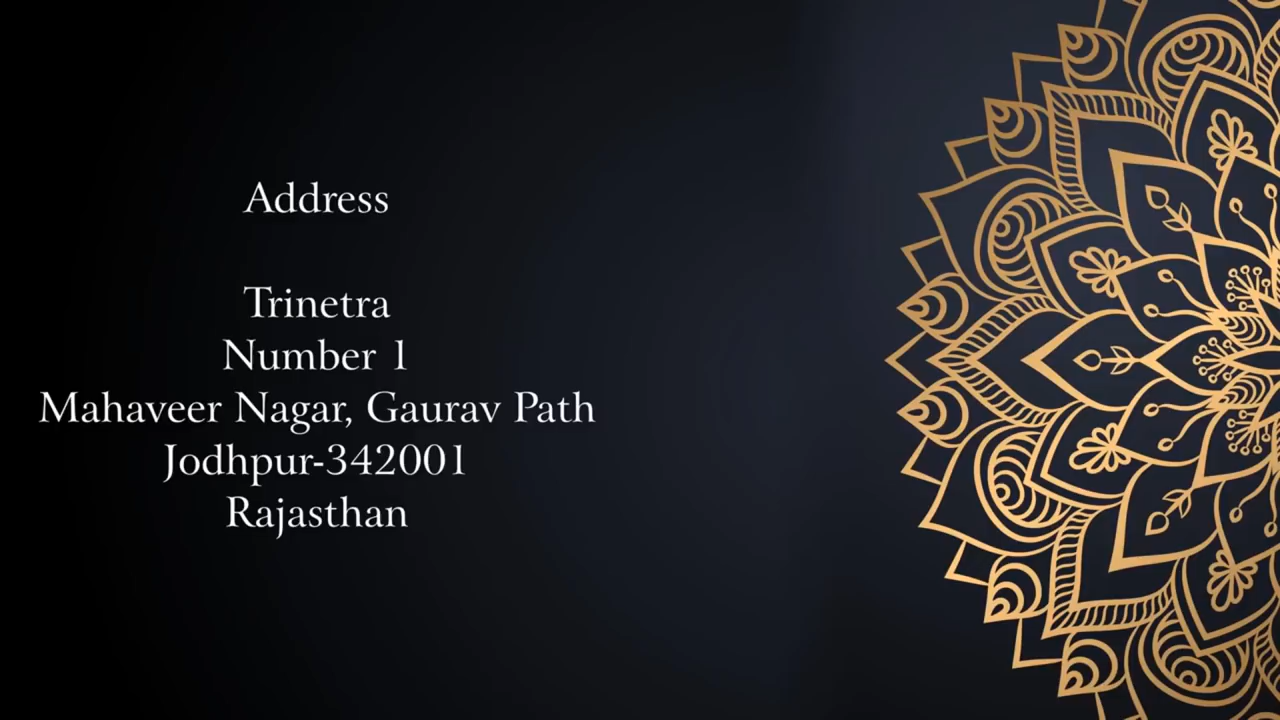 Address
Trinetra
Number 1
Mahaveer Nagar, Gaurav Path
Jodhpur-342001
Rajasthan